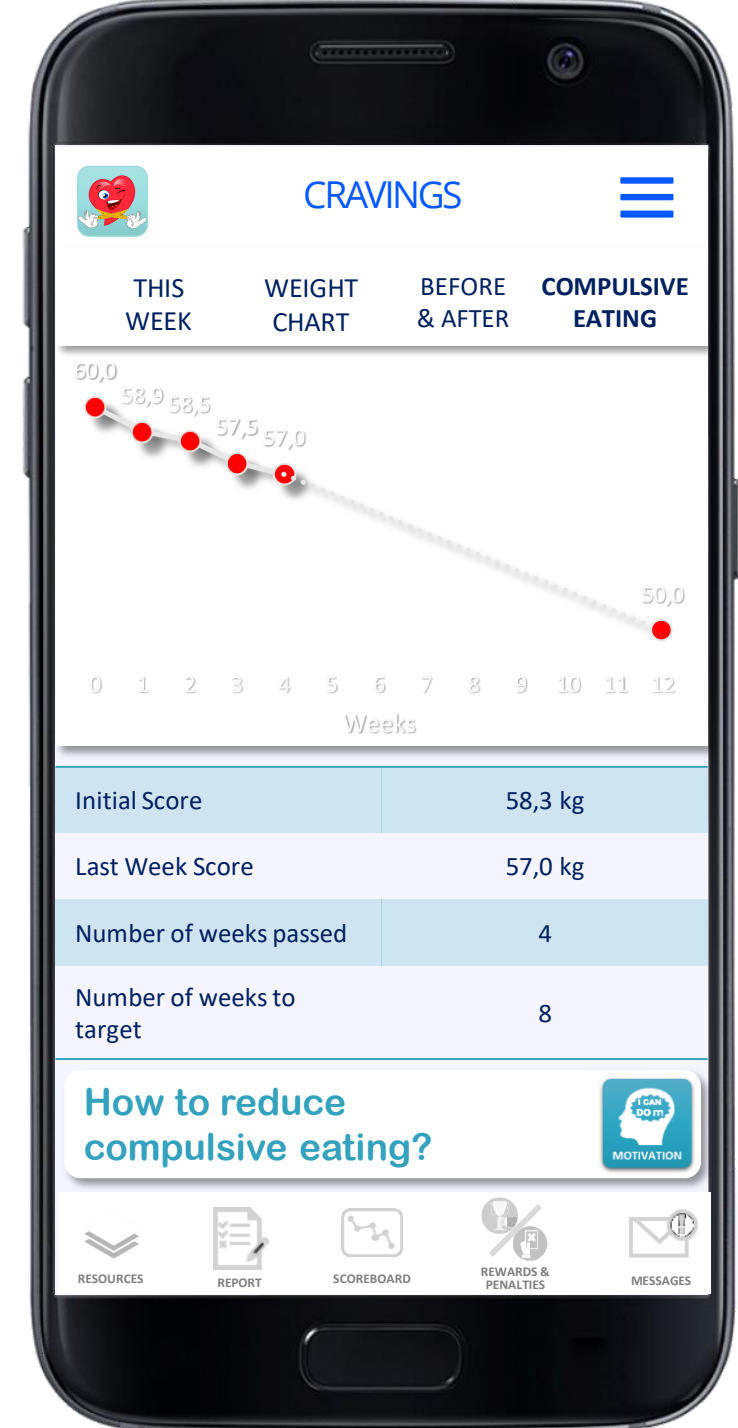 CRAVINGS
THIS WEEK
WEIGHT CHART
BEFORE & AFTER
COMPULSIVE EATING
60,0
58,9
58,5
57,5
57,0
50,0
0 1 2 3 4 5 6 7 8 9 10 11 12
Weeks
Initial Score 58,3 kg
Last Week Score 57,0 kg
Number of weeks passed 4
Number of weeks to
target 8
How to reduce
compulsive eating?
I CAN
DO IT!
MOTIVATION
RESOURCES
REPORT
SCOREBOARD
REWARDS &
PENALTIES
MESSAGES